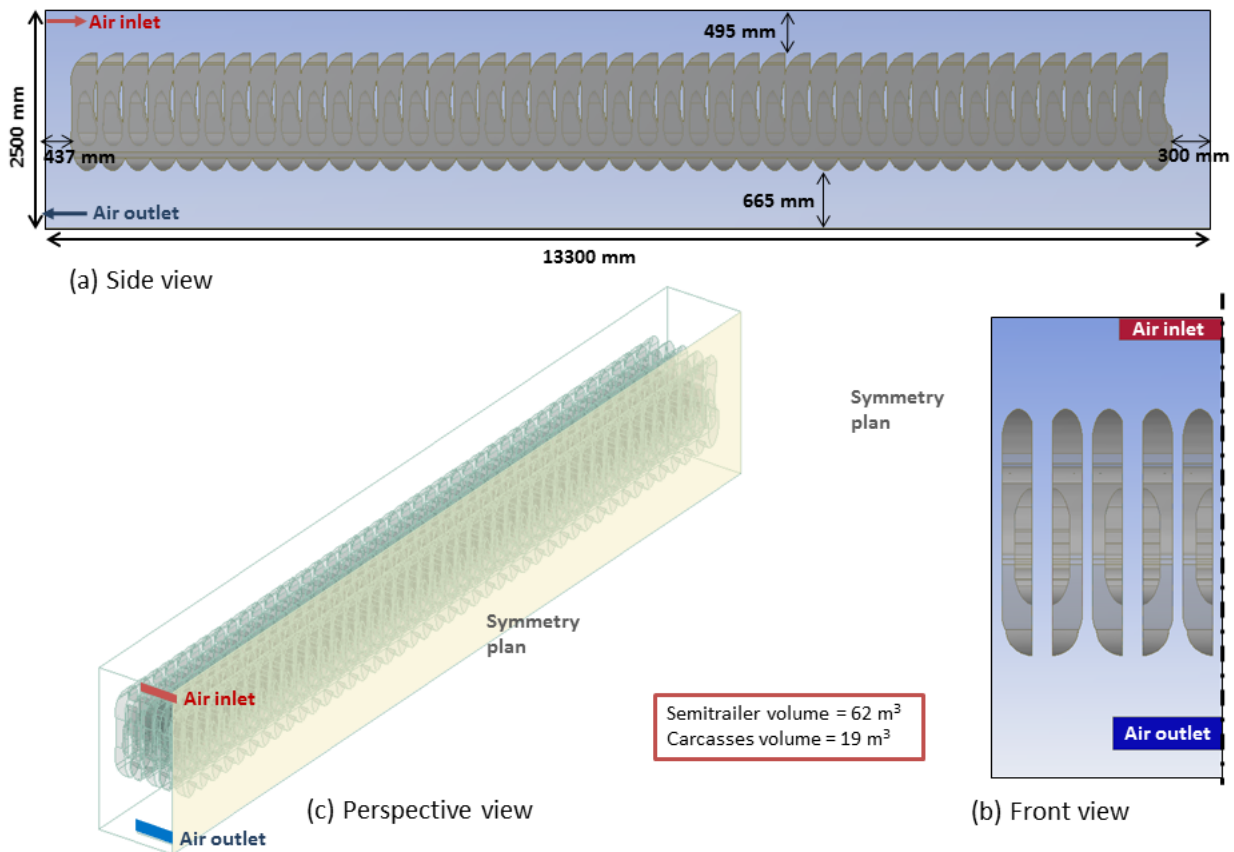 Air inlet
495 mm
2500 mm
437 mm
300 mm
665 mm
Air outlet
13300 mm
(a) Side view
Air inlet
Symmetry
plan
Symmetry
plan
Air inlet
Semitrailer volume = 62 m³
Carcasses volume = 19 m³
Air outlet
(c) Perspective view
(b) Front view
Air outlet